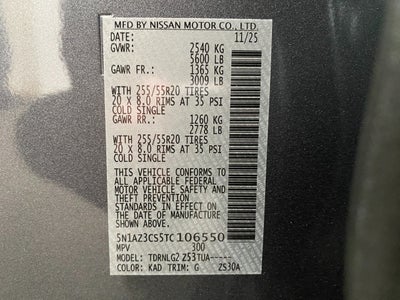 MFD BY NISSAN MOTOR CO., LTD.
DATE: 11/25
GVWR: 2540 KG
5600 LB
GAWR FR.: 1365 KG
3009 LB
WITH 255/55R20 TIRES
20 X 8.0 RIMS AT 35 PSI
COLD SINGLE
GAWR RR.: 1260 KG
2778 LB
WITH 255/55R20 TIRES
20 X 8.0 RIMS AT 35 PSI
COLD SINGLE
THIS VEHICLE CONFORMS
TO ALL APPLICABLE FEDERAL
MOTOR VEHICLE SAFETY
AND THEFT PREVENTION
STANDARDS IN EFFECT ON
THE DATE OF MANUFACTURE
SHOWN ABOVE.
5N1AZ3CS5TC106550
MPV 300
MODEL: TDRNLG2 Z53TUA---
COLOR: KAD TRIM: G ZS30A